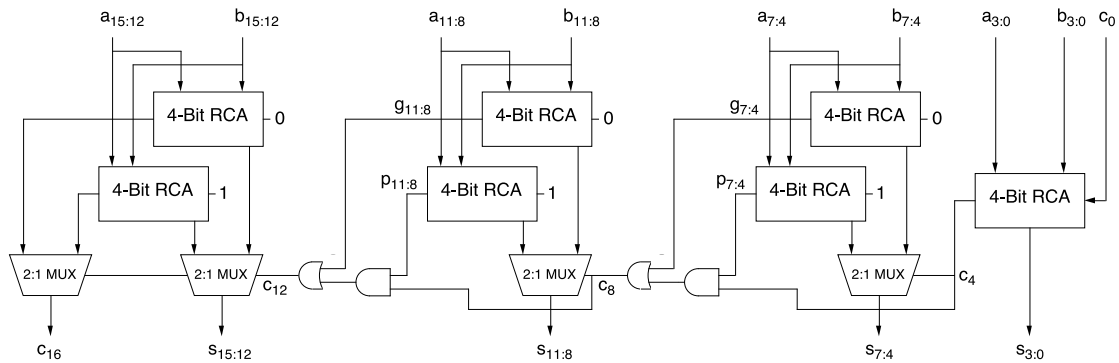 a15:12 b15:12 a11:8 b11:8 a7:4 b7:4 a3:0 b3:0 c0
g11:8 g7:4
4-Bit RCA 0 4-Bit RCA 0 4-Bit RCA 0
p11:8 p7:4
4-Bit RCA 1 4-Bit RCA 1 4-Bit RCA 1 4-Bit RCA
2:1 MUX 2:1 MUX c12 2:1 MUX c8 2:1 MUX c4
c16 s15:12 s11:8 s7:4 s3:0